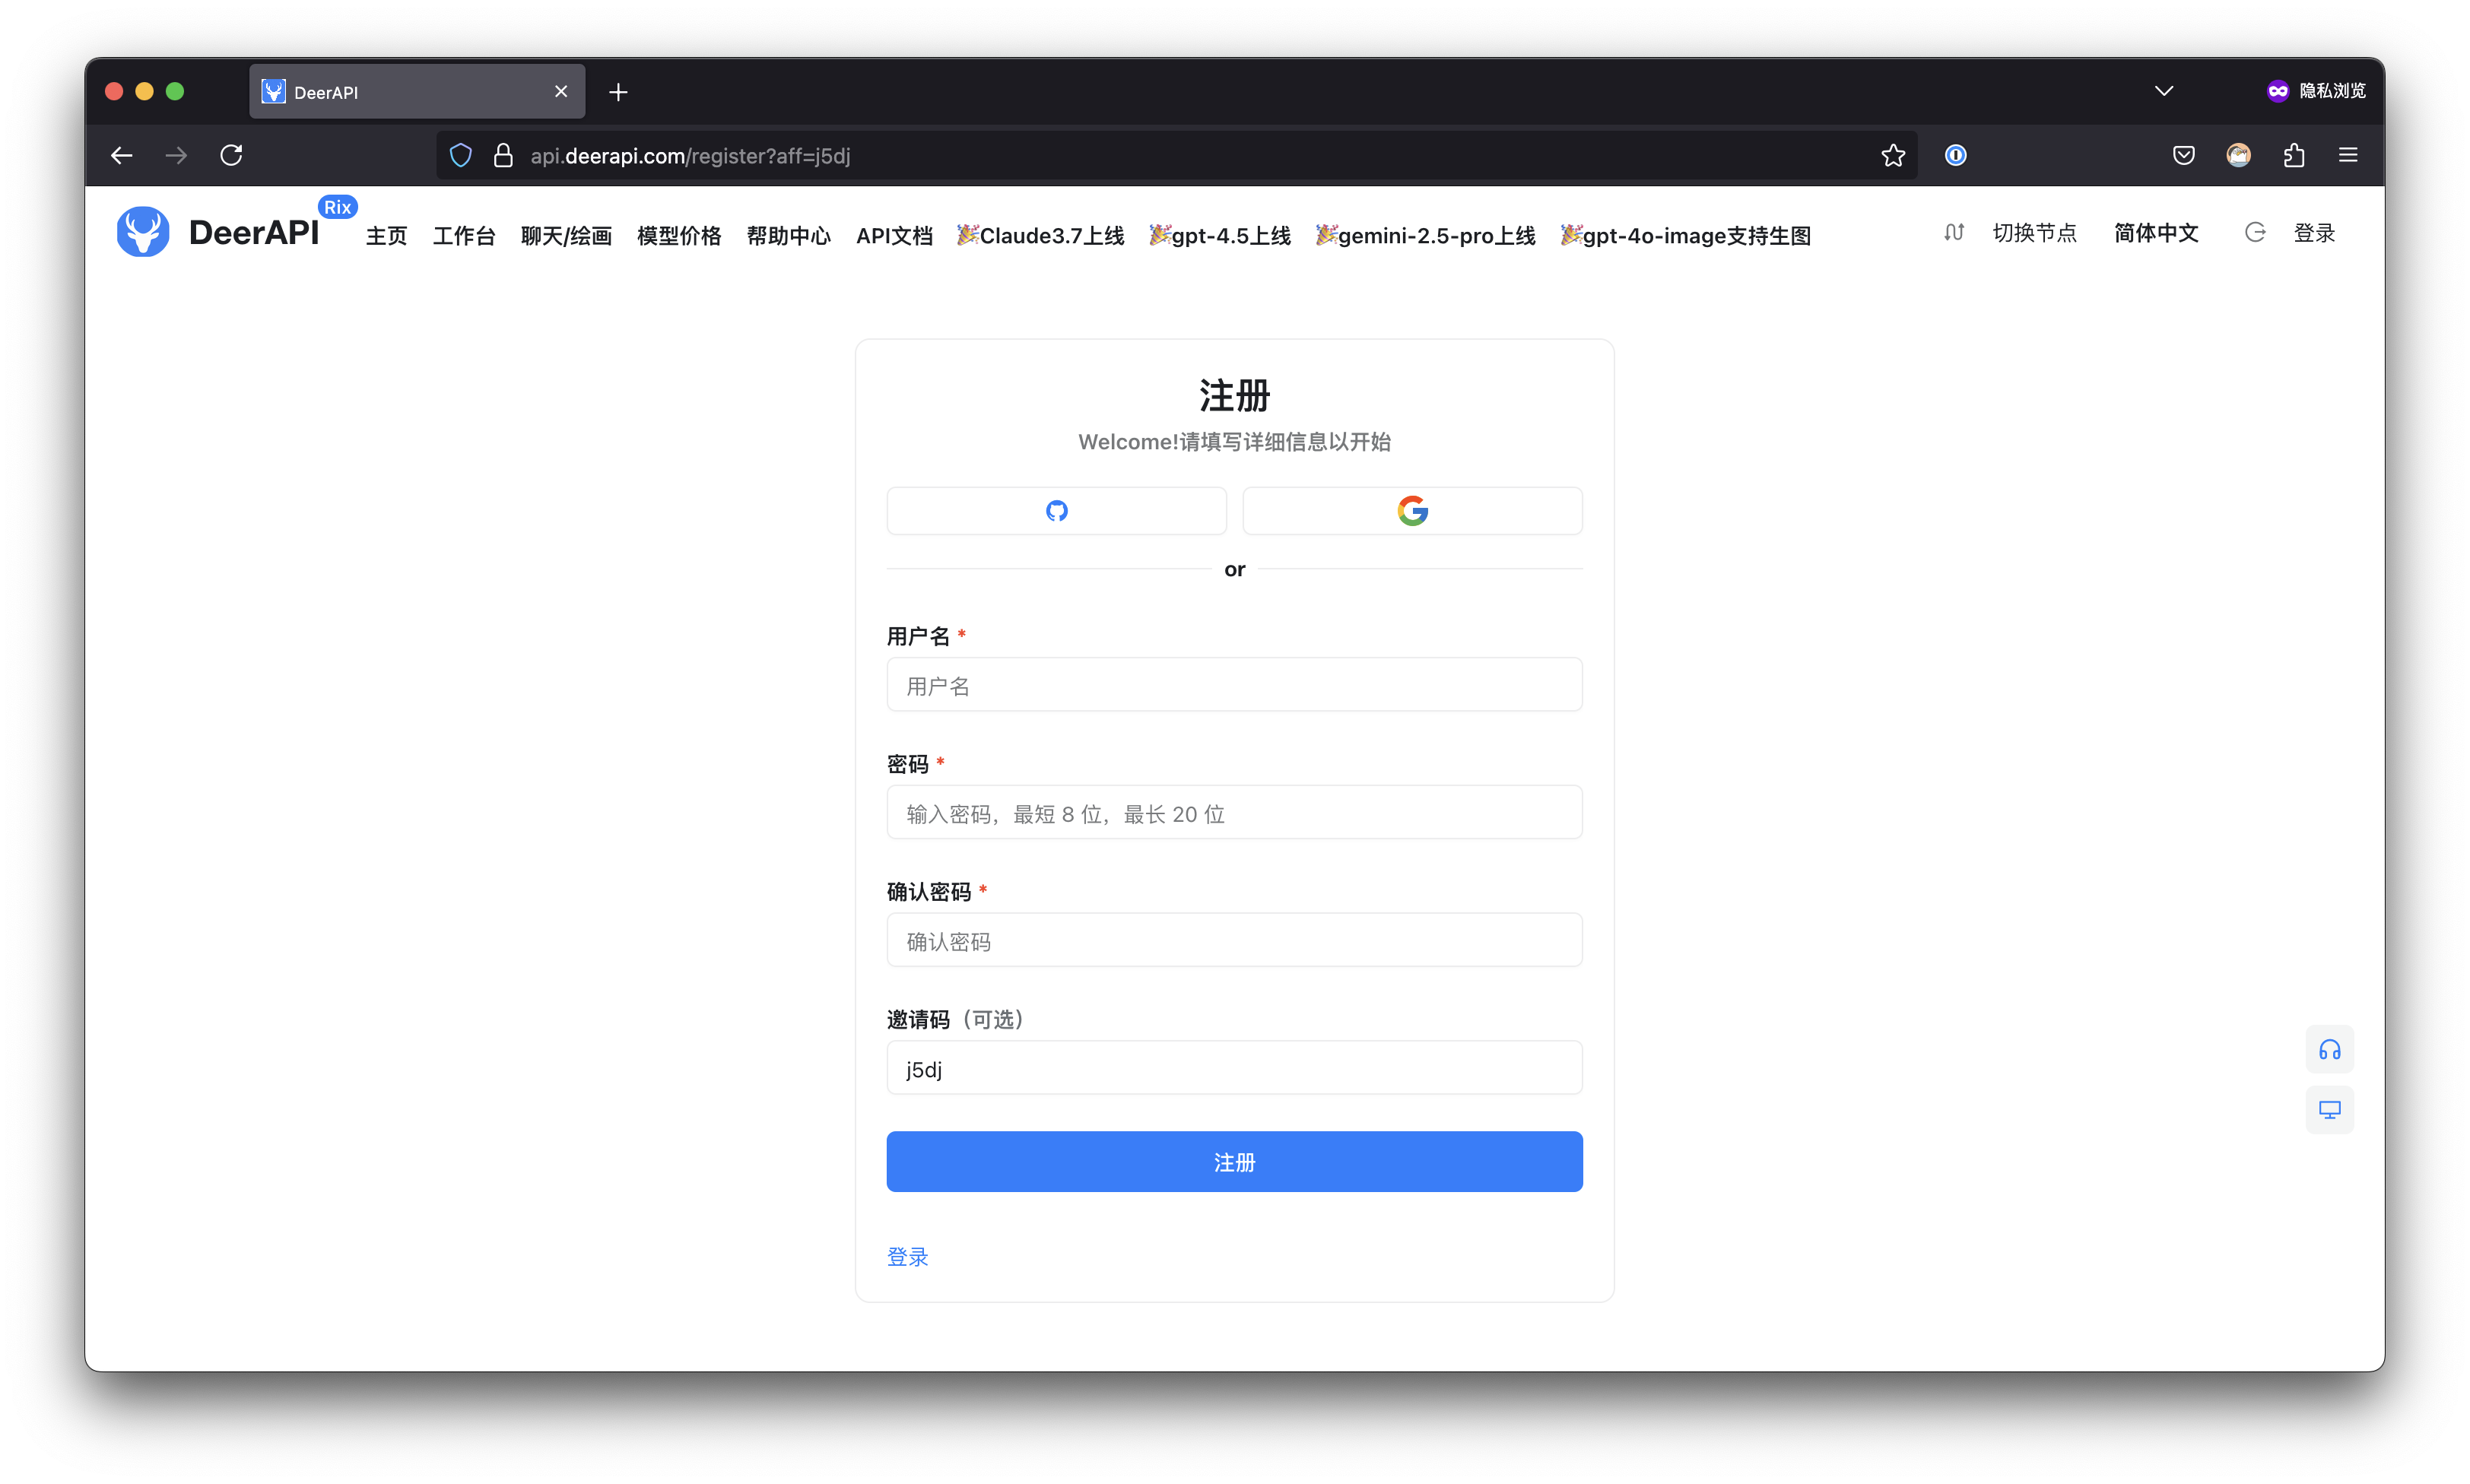 DeerAPI
隐私浏览
api.deerapi.com/register?aff=j5dj
DeerAPI Rix 主页 工作台 聊天/绘画 模型价格 帮助中心 API文档 🎉Claude3.7上线 🎉gpt-4.5上线 🎉gemini-2.5-pro上线 🎉gpt-4o-image支持生图 切换节点 简体中文 登录
注册
Welcome!请填写详细信息以开始
or
用户名 *
用户名
密码 *
输入密码，最短 8 位，最长 20 位
确认密码 *
确认密码
邀请码（可选）
j5dj
注册
登录